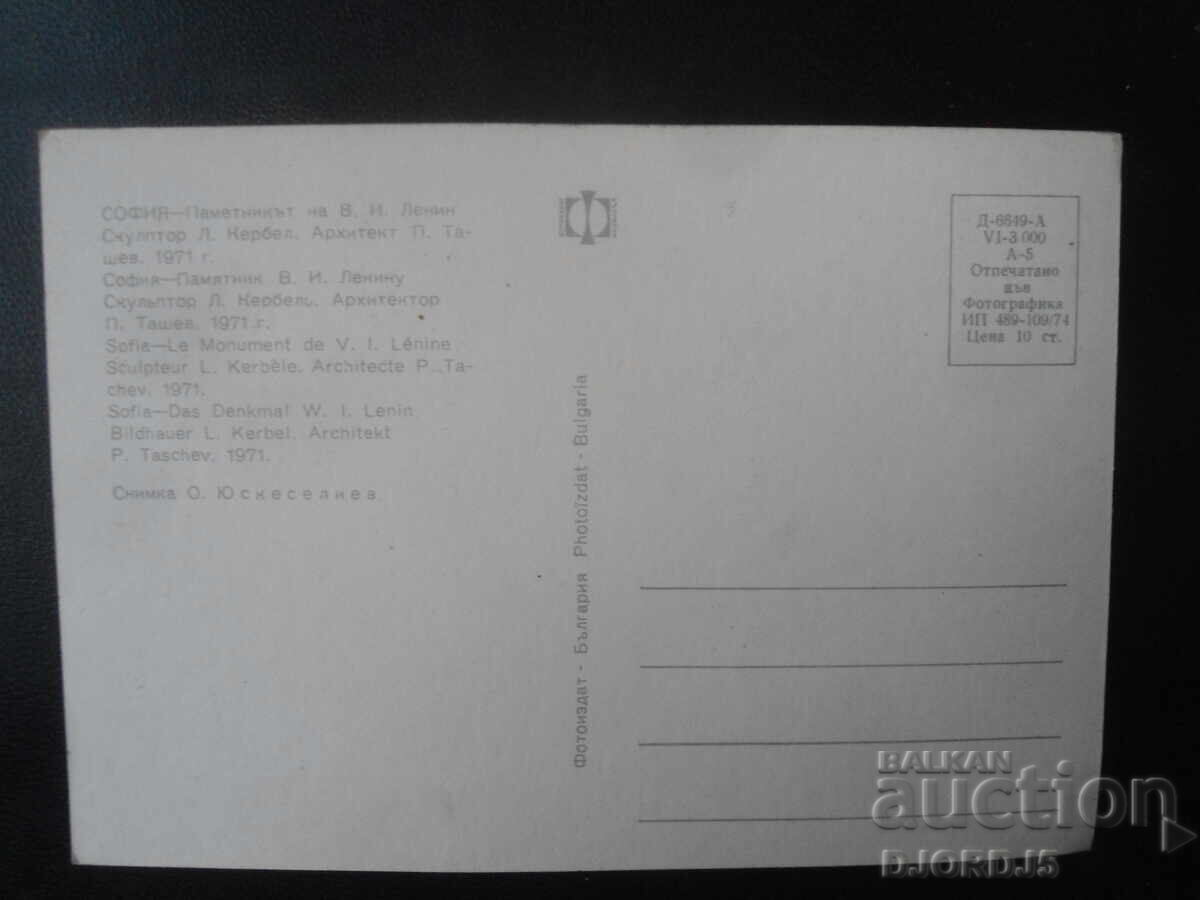 СОФИЯ—Паметникът на В. И. Ленин
Скулптор Л. Кербел. Архитект П. Та-
шев. 1971 г.
София—Памятник В. И. Ленину
Скульптор Л. Кербель. Архитектор
П. Ташев. 1971 г.
Sofia—Le Monument de V. I. Lénine
Sculpteur L. Kerbèle. Architecte P. Ta-
chev. 1971.
Sofia—Das Denkmal W. I. Lenin
Bildhauer L. Kerbel. Architekt
P. Taschev. 1971.
Снимка О. Юскеселиев
Фотоиздат - България Photoïzdat - Bulgaria
Д-6649-А
VI-3 000
А-5
Отпечатано
във
Фотографика
ИП 489-109/74
Цена 10 ст.
BALKAN
auction
DJORDJ5